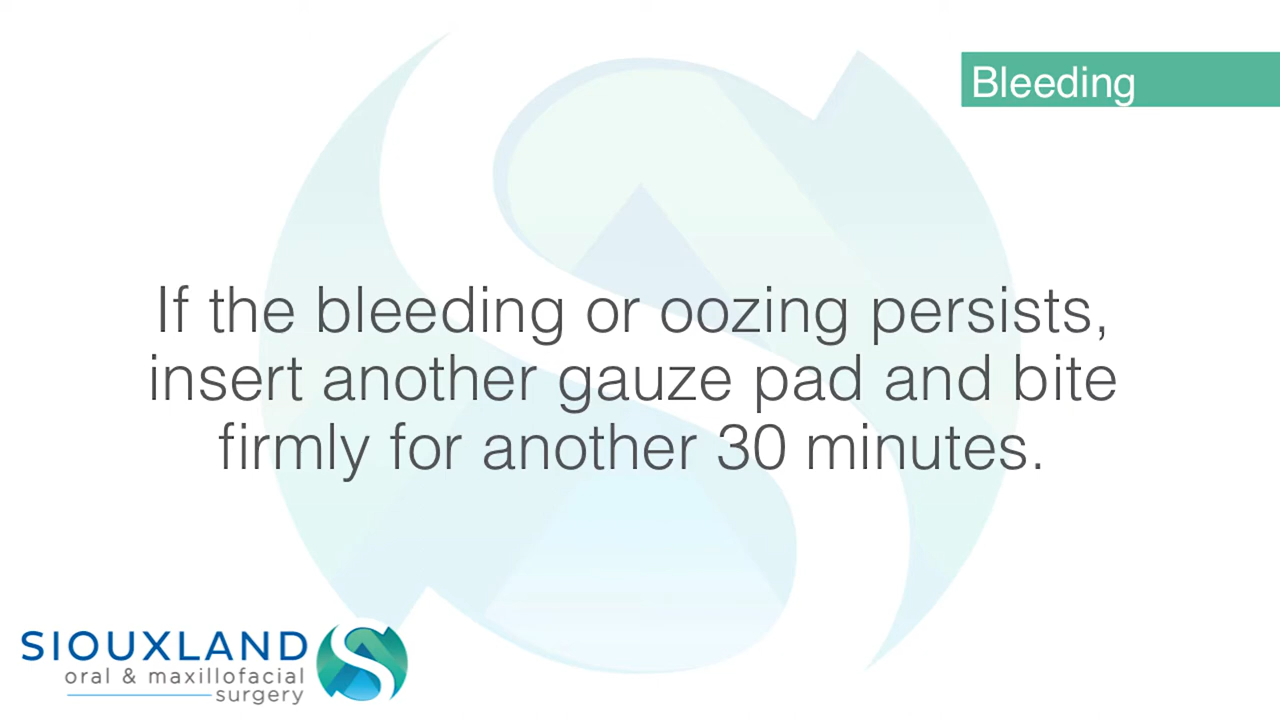 Bleeding
If the bleeding or oozing persists,
insert another gauze pad and bite
firmly for another 30 minutes.
SIOUXLAND
oral & maxillofacial
surgery